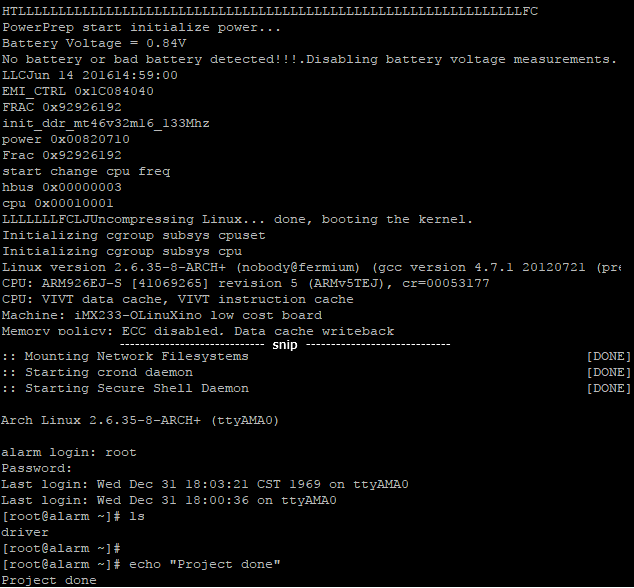 HTLLLLLLLLLLLLLLLLLLLLLLLLLLLLLLLLLLLLLLLLLLLLLLLLLLLLLLLLLLLLLLLFC
PowerPrep start initialize power...
Battery Voltage = 0.84V
No battery or bad battery detected!!!.Disabling battery voltage measurements.
LLCJun 14 201614:59:00
EMI_CTRL 0x1C084040
FRAC 0x92926192
init_ddr_mt46v32m16_133Mhz
power 0x00820710
Frac 0x92926192
start change cpu freq
hbus 0x00000003
cpu 0x00010001
LLLLLLLFCLJUncompressing Linux... done, booting the kernel.
Initializing cgroup subsys cpuset
Initializing cgroup subsys cpu
Linux version 2.6.35-8-ARCH+ (nobody@fermium) (gcc version 4.7.1 20120721 (pre
CPU: ARM926EJ-S [41069265] revision 5 (ARMv5TEJ), cr=00053177
CPU: VIVT data cache, VIVT instruction cache
Machine: iMX233-OLinuXino low cost board
Memory policy: ECC disabled, Data cache writeback
----------------------------- snip -----------------------------
:: Mounting Network Filesystems [DONE]
:: Starting crond daemon [DONE]
:: Starting Secure Shell Daemon [DONE]
Arch Linux 2.6.35-8-ARCH+ (ttyAMA0)
alarm login: root
Password:
Last login: Wed Dec 31 18:03:21 CST 1969 on ttyAMA0
Last login: Wed Dec 31 18:00:36 on ttyAMA0
[root@alarm ~]# ls
driver
[root@alarm ~]#
[root@alarm ~]# echo "Project done"
Project done